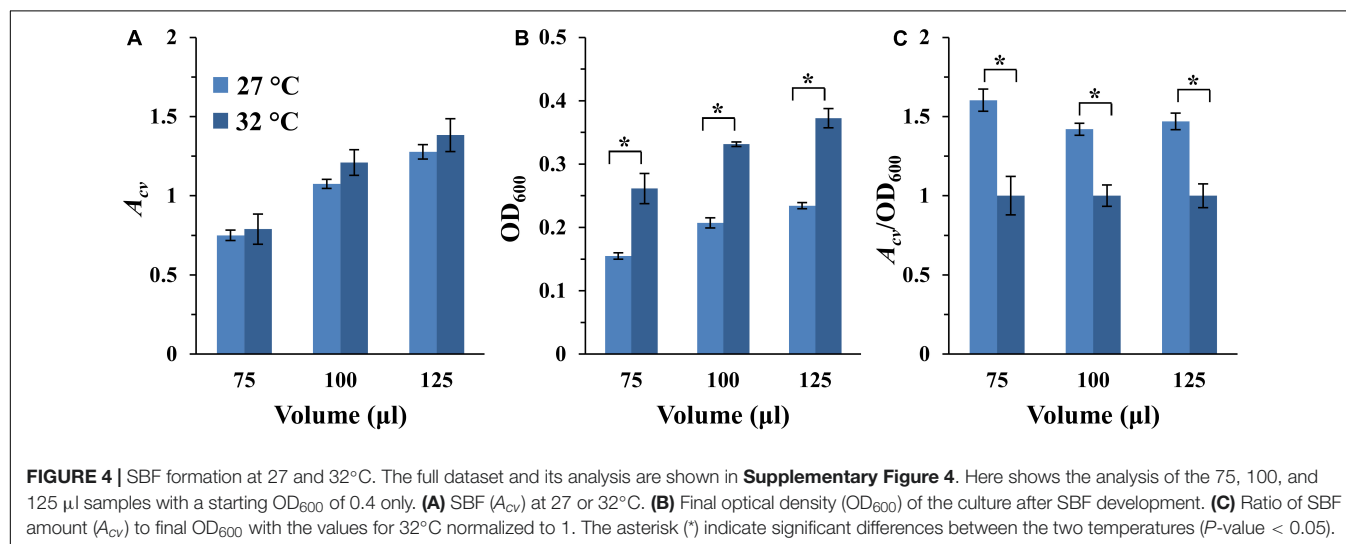 A
2
1.5
1
0.5
0
A_cv
27 °C
32 °C
75 100 125
Volume (µl)
B
0.5
0.4
0.3
0.2
0.1
0
OD600
* * *
75 100 125
Volume (µl)
C
2
1.5
1
0.5
0
A_cv/OD600
* * *
75 100 125
Volume (µl)
FIGURE 4 | SBF formation at 27 and 32°C. The full dataset and its analysis are shown in Supplementary Figure 4. Here shows the analysis of the 75, 100, and
125 µl samples with a starting OD600 of 0.4 only. (A) SBF (Acv) at 27 or 32°C. (B) Final optical density (OD600) of the culture after SBF development. (C) Ratio of SBF
amount (Acv) to final OD600 with the values for 32°C normalized to 1. The asterisk (*) indicate significant differences between the two temperatures (P-value < 0.05).